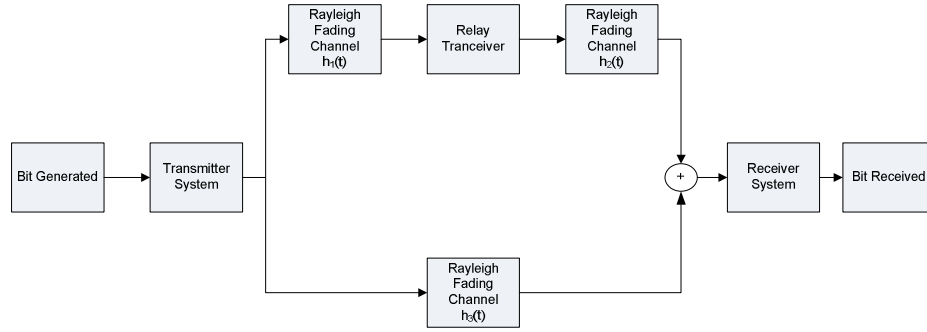 Rayleigh
Fading
Channel
h₁(t)
Relay
Tranceiver
Rayleigh
Fading
Channel
h₂(t)
Bit Generated
Transmitter
System
+
Receiver
System
Bit Received
Rayleigh
Fading
Channel
h₃(t)